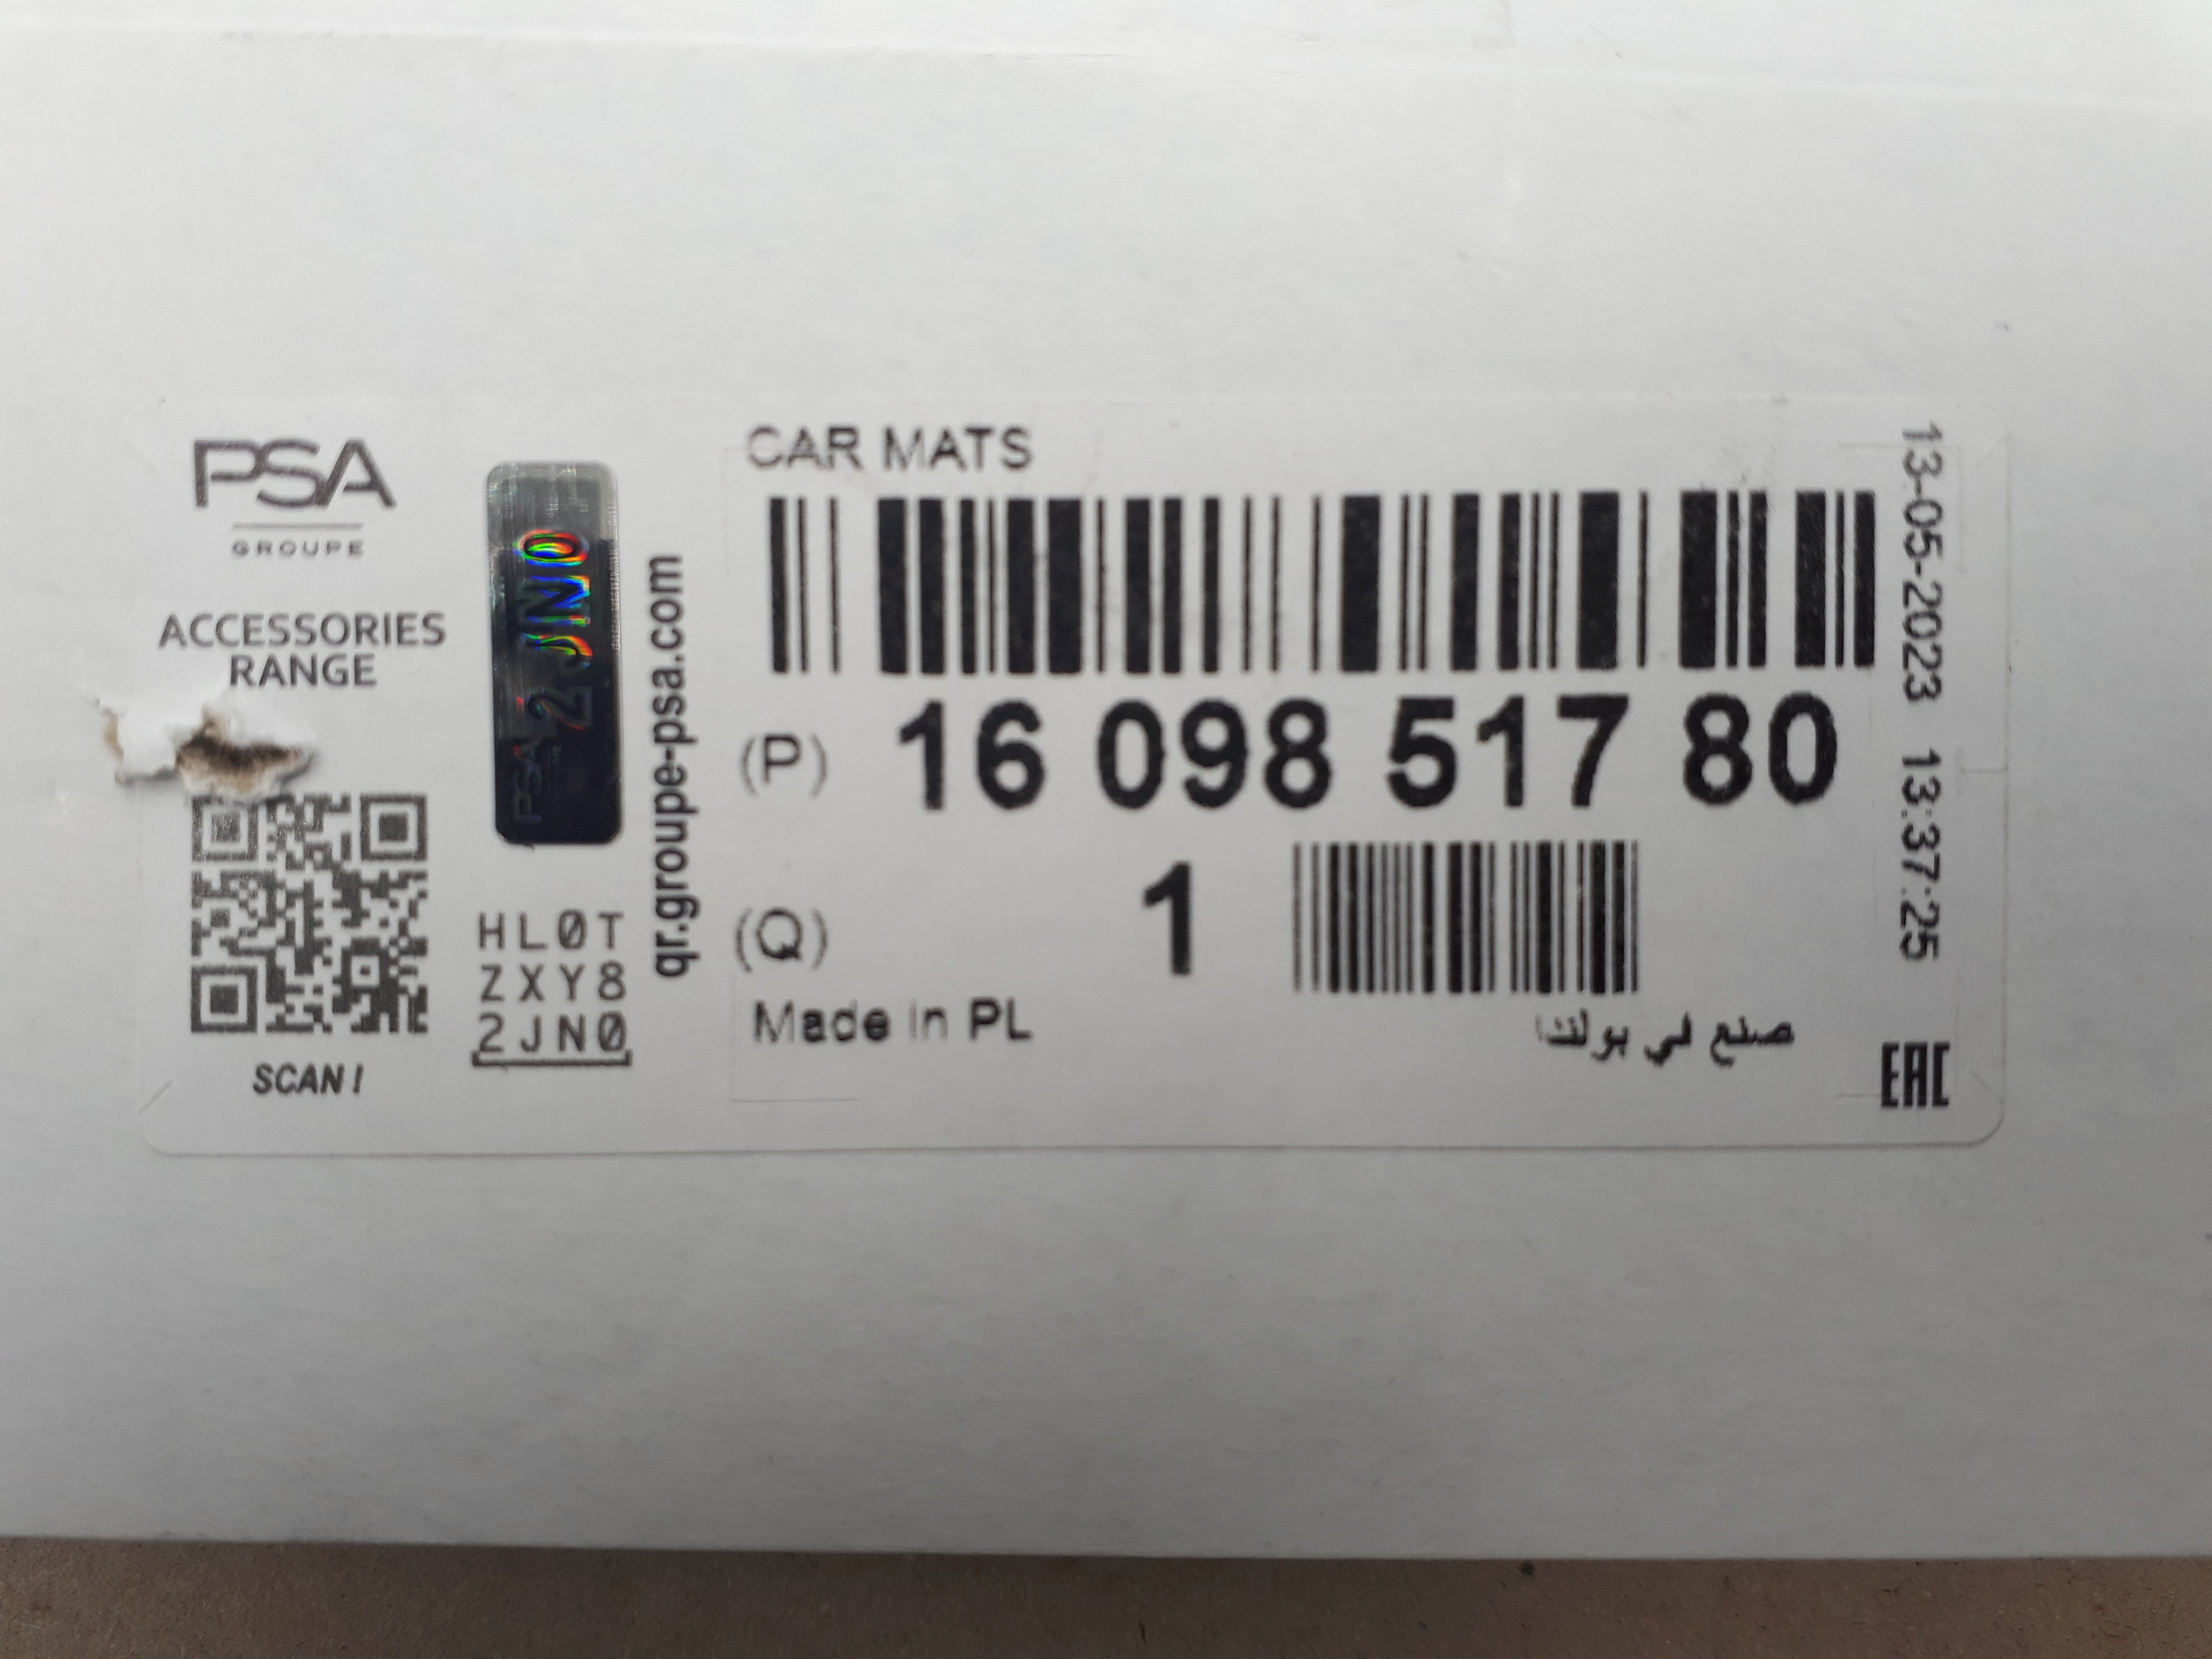 PSA
GROUPE
ACCESSORIES
RANGE
SCAN!
PSA 2JN0
HL0T
ZXY8
2JN0
qr.groupe-psa.com
CAR MATS
(P) 16 098 517 80
(Q) 1
Made in PL
صنع في بولندا
13-05-2023 13:37:25
EAC